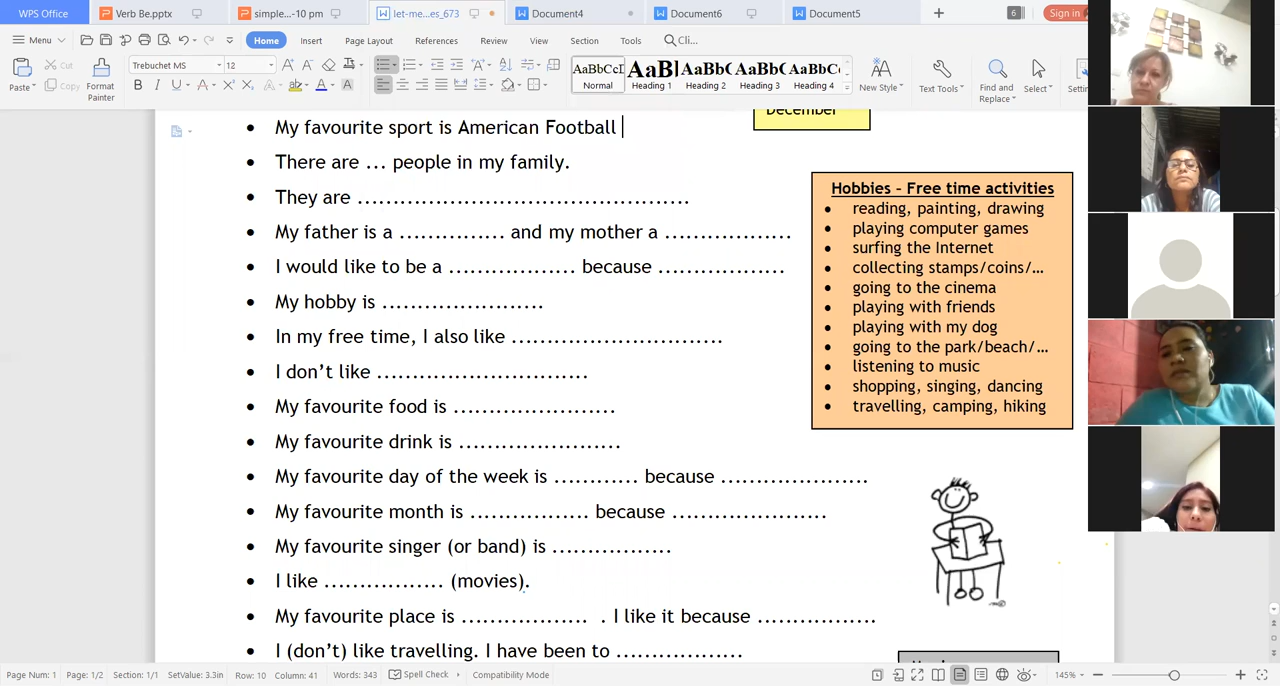 WPS Office
Verb Be.pptx
simple...-10 pm
let-me...es_673
Document4
Document6
Document5
6
Sign in
Menu
Home
Insert
Page Layout
References
Review
View
Section
Tools
Cli...
Paste
Cut
Copy
Format Painter
Trebuchet MS
12
AaBbCcD
Normal
AaBb
Heading 1
AaBb(
Heading 2
AaBbC
Heading 3
AaBbC
Heading 4
New Style
Text Tools
Find and Replace
Select
December
• My favourite sport is American Football
• There are ... people in my family.
• They are ..........................................
• My father is a ............... and my mother a ..................
• I would like to be a .................. because ..................
• My hobby is .......................
• In my free time, I also like ..............................
• I don’t like ..............................
• My favourite food is .......................
• My favourite drink is .......................
• My favourite day of the week is ............ because .....................
• My favourite month is ................. because ......................
• My favourite singer (or band) is .................
• I like ................. (movies).
• My favourite place is .................. . I like it because .................
• I (don’t) like travelling. I have been to ..................
Hobbies - Free time activities
• reading, painting, drawing
• playing computer games
• surfing the Internet
• collecting stamps/coins/...
• going to the cinema
• playing with friends
• playing with my dog
• going to the park/beach/...
• listening to music
• shopping, singing, dancing
• travelling, camping, hiking
Page Num: 1
Page: 1/2
Section: 1/1
SetValue: 3.3in
Row: 10
Column: 41
Words: 343
Spell Check
Compatibility Mode
145%